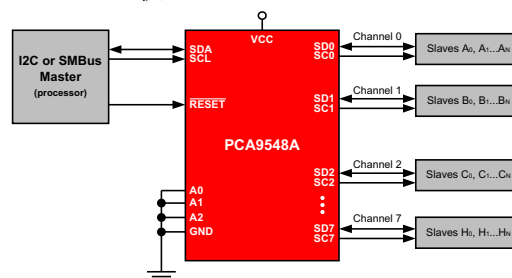 VCC
I2C or SMBus
Master
(processor)
SDA
SCL
RESET
PCA9548A
A0
A1
A2
GND
SD0
SC0
Channel 0
Slaves A0, A1...AN
SD1
SC1
Channel 1
Slaves B0, B1...BN
SD2
SC2
Channel 2
Slaves C0, C1...CN
SD7
SC7
Channel 7
Slaves H0, H1...HN